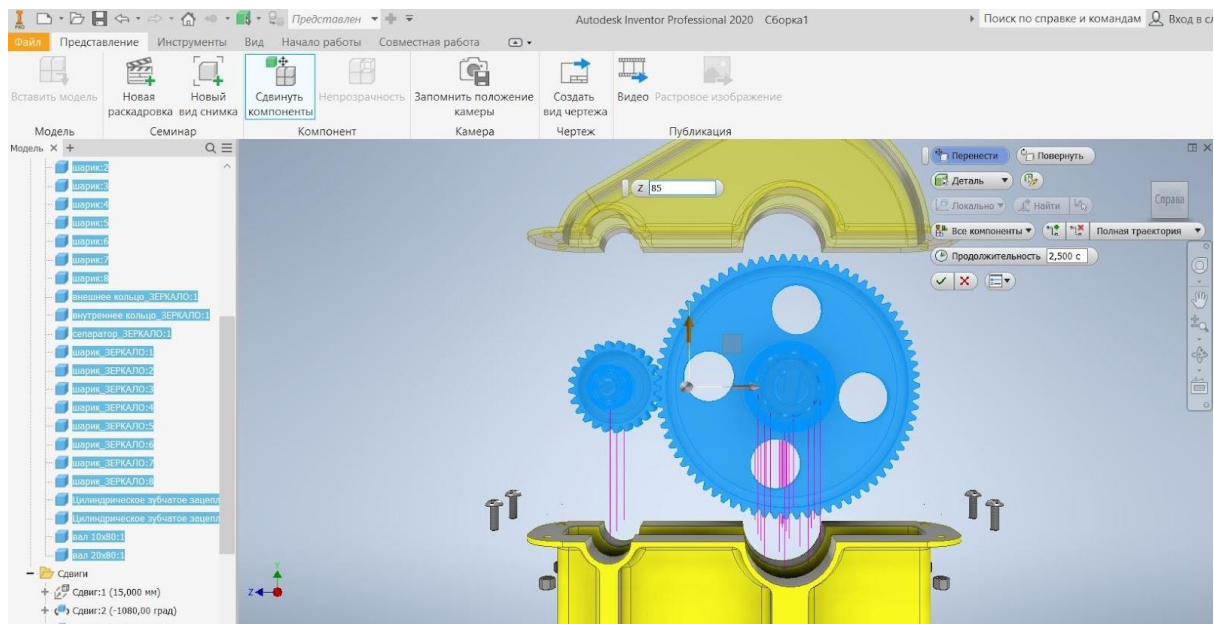 PRO
Представлен
Autodesk Inventor Professional 2020 Сборка1
Поиск по справке и командам
Вход в сл
Файл Представление Инструменты Вид Начало работы Совместная работа
Вставить модель
Новая раскадровка
Новый вид снимка
Сдвинуть компоненты
Непрозрачность
Запомнить положение камеры
Создать вид чертежа
Видео
Растровое изображение
Модель Семинар Компонент Камера Чертеж Публикация
Модель
шарик:2
шарик:3
шарик:4
шарик:5
шарик:6
шарик:7
шарик:8
внешнее кольцо_ЗЕРКАЛО:1
внутреннее кольцо_ЗЕРКАЛО:1
сепаратор_ЗЕРКАЛО:1
шарик_ЗЕРКАЛО:1
шарик_ЗЕРКАЛО:2
шарик_ЗЕРКАЛО:3
шарик_ЗЕРКАЛО:4
шарик_ЗЕРКАЛО:5
шарик_ЗЕРКАЛО:6
шарик_ЗЕРКАЛО:7
шарик_ЗЕРКАЛО:8
Цилиндрическое зубчатое зацепл
Цилиндрическое зубчатое зацепл
вал 10х80:1
вал 20х80:1
Сдвиги
Сдвиг:1 (15,000 мм)
Сдвиг:2 (-1080,00 град)
Z 85
Перенести Повернуть
Деталь
Локально Найти
Все компоненты Полная траектория
Продолжительность 2,500 с
Справа
Y
Z